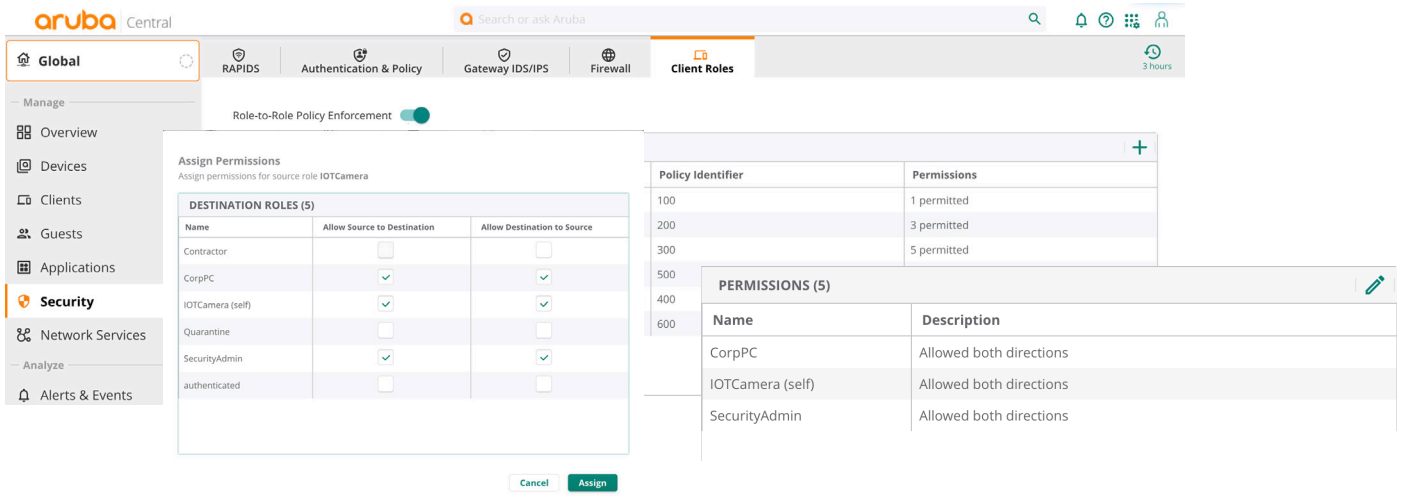 aruba Central
Search or ask Aruba
Global
RAPIDS
Authentication & Policy
Gateway IDS/IPS
Firewall
Client Roles
3 hours
Manage
Overview
Devices
Clients
Guests
Applications
Security
Network Services
Analyze
Alerts & Events
Role-to-Role Policy Enforcement
Assign Permissions
Assign permissions for source role IOTCamera
DESTINATION ROLES (5)
Name Allow Source to Destination Allow Destination to Source
Contractor
CorpPC
IOTCamera (self)
Quarantine
SecurityAdmin
authenticated
Cancel Assign
Policy Identifier Permissions
100 1 permitted
200 3 permitted
300 5 permitted
500
400
600
PERMISSIONS (5)
Name Description
CorpPC Allowed both directions
IOTCamera (self) Allowed both directions
SecurityAdmin Allowed both directions